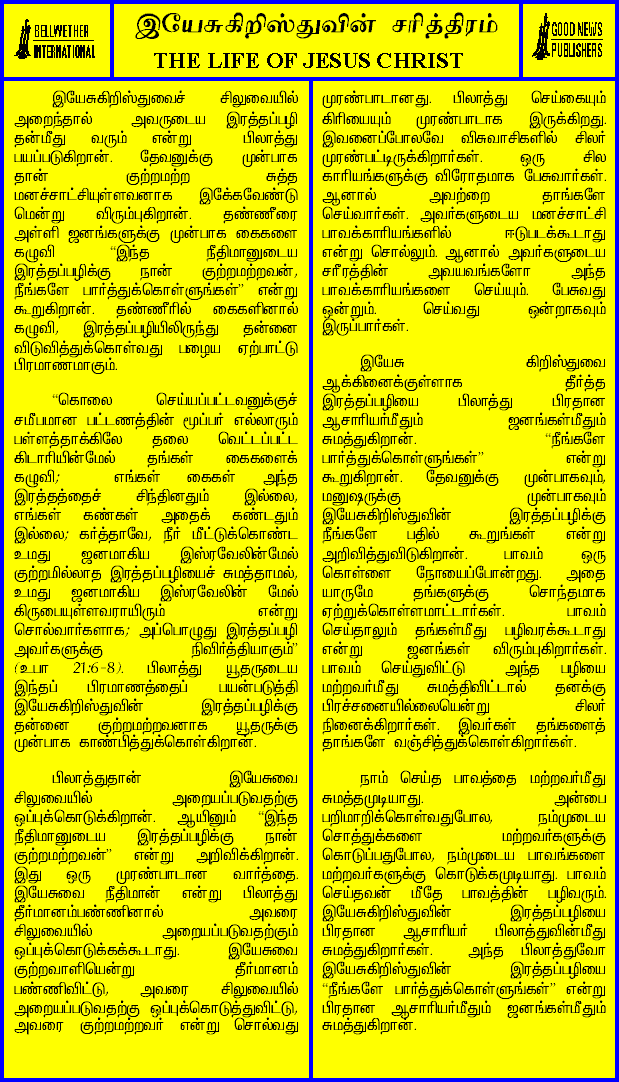 BELLWETHER
INTERNATIONAL
இயேசுகிறிஸ்துவின் சரித்திரம்
THE LIFE OF JESUS CHRIST
GOOD NEWS
PUBLISHERS
இயேசுகிறிஸ்துவைச் சிலுவையில்
அறைந்தால் அவருடைய இரத்தப்பழி
தன்மீது வரும் என்று பிலாத்து
பயப்படுகிறான். தேவனுக்கு முன்பாக
தான் குற்றமற்ற சுத்த
மனச்சாட்சியுள்ளவனாக இக்கேவேண்டு
மென்று விரும்புகிறான். தண்ணீரை
அள்ளி ஜனங்களுக்கு முன்பாக கைகளை
கழுவி “இந்த நீதிமானுடைய
இரத்தப்பழிக்கு நான் குற்றமற்றவன்,
நீங்களே பார்த்துக்கொள்ளுங்கள்” என்று
கூறுகிறான். தண்ணீரில் கைகளினால்
கழுவி, இரத்தப்பழியிலிருந்து தன்னை
விடுவித்துக்கொள்வது பழைய ஏற்பாட்டு
பிரமாணமாகும்.
“கொலை செய்யப்பட்டவனுக்குச்
சமீபமான பட்டணத்தின் மூப்பர் எல்லாரும்
பள்ளத்தாக்கிலே தலை வெட்டப்பட்ட
கிடாரியின்மேல் தங்கள் கைகளைக்
கழுவி; எங்கள் கைகள் அந்த
இரத்தத்தைச் சிந்தினதும் இல்லை,
எங்கள் கண்கள் அதைக் கண்டதும்
இல்லை; கர்த்தாவே, நீர் மீட்டுக்கொண்ட
உமது ஜனமாகிய இஸ்ரவேலின்மேல்
குற்றமில்லாத இரத்தப்பழியைச் சுமத்தாமல்,
உமது ஜனமாகிய இஸ்ரவேலின் மேல்
கிருபையுள்ளவராயிரும் என்று
சொல்வார்களாக; அப்பொழுது இரத்தப்பழி
அவர்களுக்கு நிவிர்த்தியாகும்”
(உபா 21:6-8). பிலாத்து யூதருடைய
இந்தப் பிரமாணத்தைப் பயன்படுத்தி
இயேசுகிறிஸ்துவின் இரத்தப்பழிக்கு
தன்னை குற்றமற்றவனாக யூதருக்கு
முன்பாக காண்பித்துக்கொள்கிறான்.
பிலாத்துதான் இயேசுவை
சிலுவையில் அறையப்படுவதற்கு
ஒப்புக்கொடுக்கிறான். ஆயினும் “இந்த
நீதிமானுடைய இரத்தப்பழிக்கு நான்
குற்றமற்றவன்” என்று அறிவிக்கிறான்.
இது ஒரு முரண்பாடான வார்த்தை.
இயேசுவை நீதிமான் என்று பிலாத்து
தீர்மானம்பண்ணினால் அவரை
சிலுவையில் அறையப்படுவதற்கும்
ஒப்புக்கொடுக்கக்கூடாது. இயேசுவை
குற்றவாளியென்று தீர்மானம்
பண்ணிவிட்டு, அவரை சிலுவையில்
அறையப்படுவதற்கு ஒப்புக்கொடுத்துவிட்டு,
அவரை குற்றமற்றவர் என்று சொல்வது
முரண்பாடானது. பிலாத்து செய்கையும்
கிரியையும் முரண்பாடாக இருக்கிறது.
இவனைப்போலவே விசுவாசிகளில் சிலர்
முரண்பட்டிருக்கிறார்கள். ஒரு சில
காரியங்களுக்கு விரோதமாக பேசுவார்கள்.
ஆனால் அவற்றை தாங்களே
செய்வார்கள். அவர்களுடைய மனச்சாட்சி
பாவக்காரியங்களில் ஈடுபடக்கூடாது
என்று சொல்லும். ஆனால் அவர்களுடைய
சரீரத்தின் அவயவங்களோ அந்த
பாவக்காரியங்களை செய்யும். பேசுவது
ஒன்றும். செய்வது ஒன்றாகவும்
இருப்பார்கள்.
இயேசு கிறிஸ்துவை
ஆக்கினைக்குள்ளாக தீர்த்த
இரத்தப்பழியை பிலாத்து பிரதான
ஆசாரியர்மீதும் ஜனங்கள்மீதும்
சுமத்துகிறான். “நீங்களே
பார்த்துக்கொள்ளுங்கள்” என்று
கூறுகிறான். தேவனுக்கு முன்பாகவும்,
மனுஷருக்கு முன்பாகவும்
இயேசுகிறிஸ்துவின் இரத்தப்பழிக்கு
நீங்களே பதில் கூறுங்கள் என்று
அறிவித்துவிடுகிறான். பாவம் ஒரு
கொள்ளை நோயைப்போன்றது. அதை
யாருமே தங்களுக்கு சொந்தமாக
ஏற்றுக்கொள்ளமாட்டார்கள். பாவம்
செய்தாலும் தங்கள்மீது பழிவரக்கூடாது
என்று ஜனங்கள் விரும்புகிறார்கள்.
பாவம் செய்துவிட்டு அந்த பழியை
மற்றவர்மீது சுமத்திவிட்டால் தனக்கு
பிரச்சனையில்லையென்று சிலர்
நினைக்கிறார்கள். இவர்கள் தங்களைத்
தாங்களே வஞ்சித்துக்கொள்கிறார்கள்.
நாம் செய்த பாவத்தை மற்றவர்மீது
சுமத்தமுடியாது. அன்பை
பறிமாறிக்கொள்வதுபோல, நம்முடைய
சொத்துக்களை மற்றவர்களுக்கு
கொடுப்பதுபோல, நம்முடைய பாவங்களை
மற்றவர்களுக்கு கொடுக்கமுடியாது. பாவம்
செய்தவன் மீதே பாவத்தின் பழிவரும்.
இயேசுகிறிஸ்துவின் இரத்தப்பழியை
பிரதான ஆசாரியர் பிலாத்துவின்மீது
சுமத்துகிறார்கள். அந்த பிலாத்துவோ
இயேசுகிறிஸ்துவின் இரத்தப்பழியை
“நீங்களே பார்த்துக்கொள்ளுங்கள்” என்று
பிரதான ஆசாரியர்மீதும் ஜனங்கள்மீதும்
சுமத்துகிறான்.